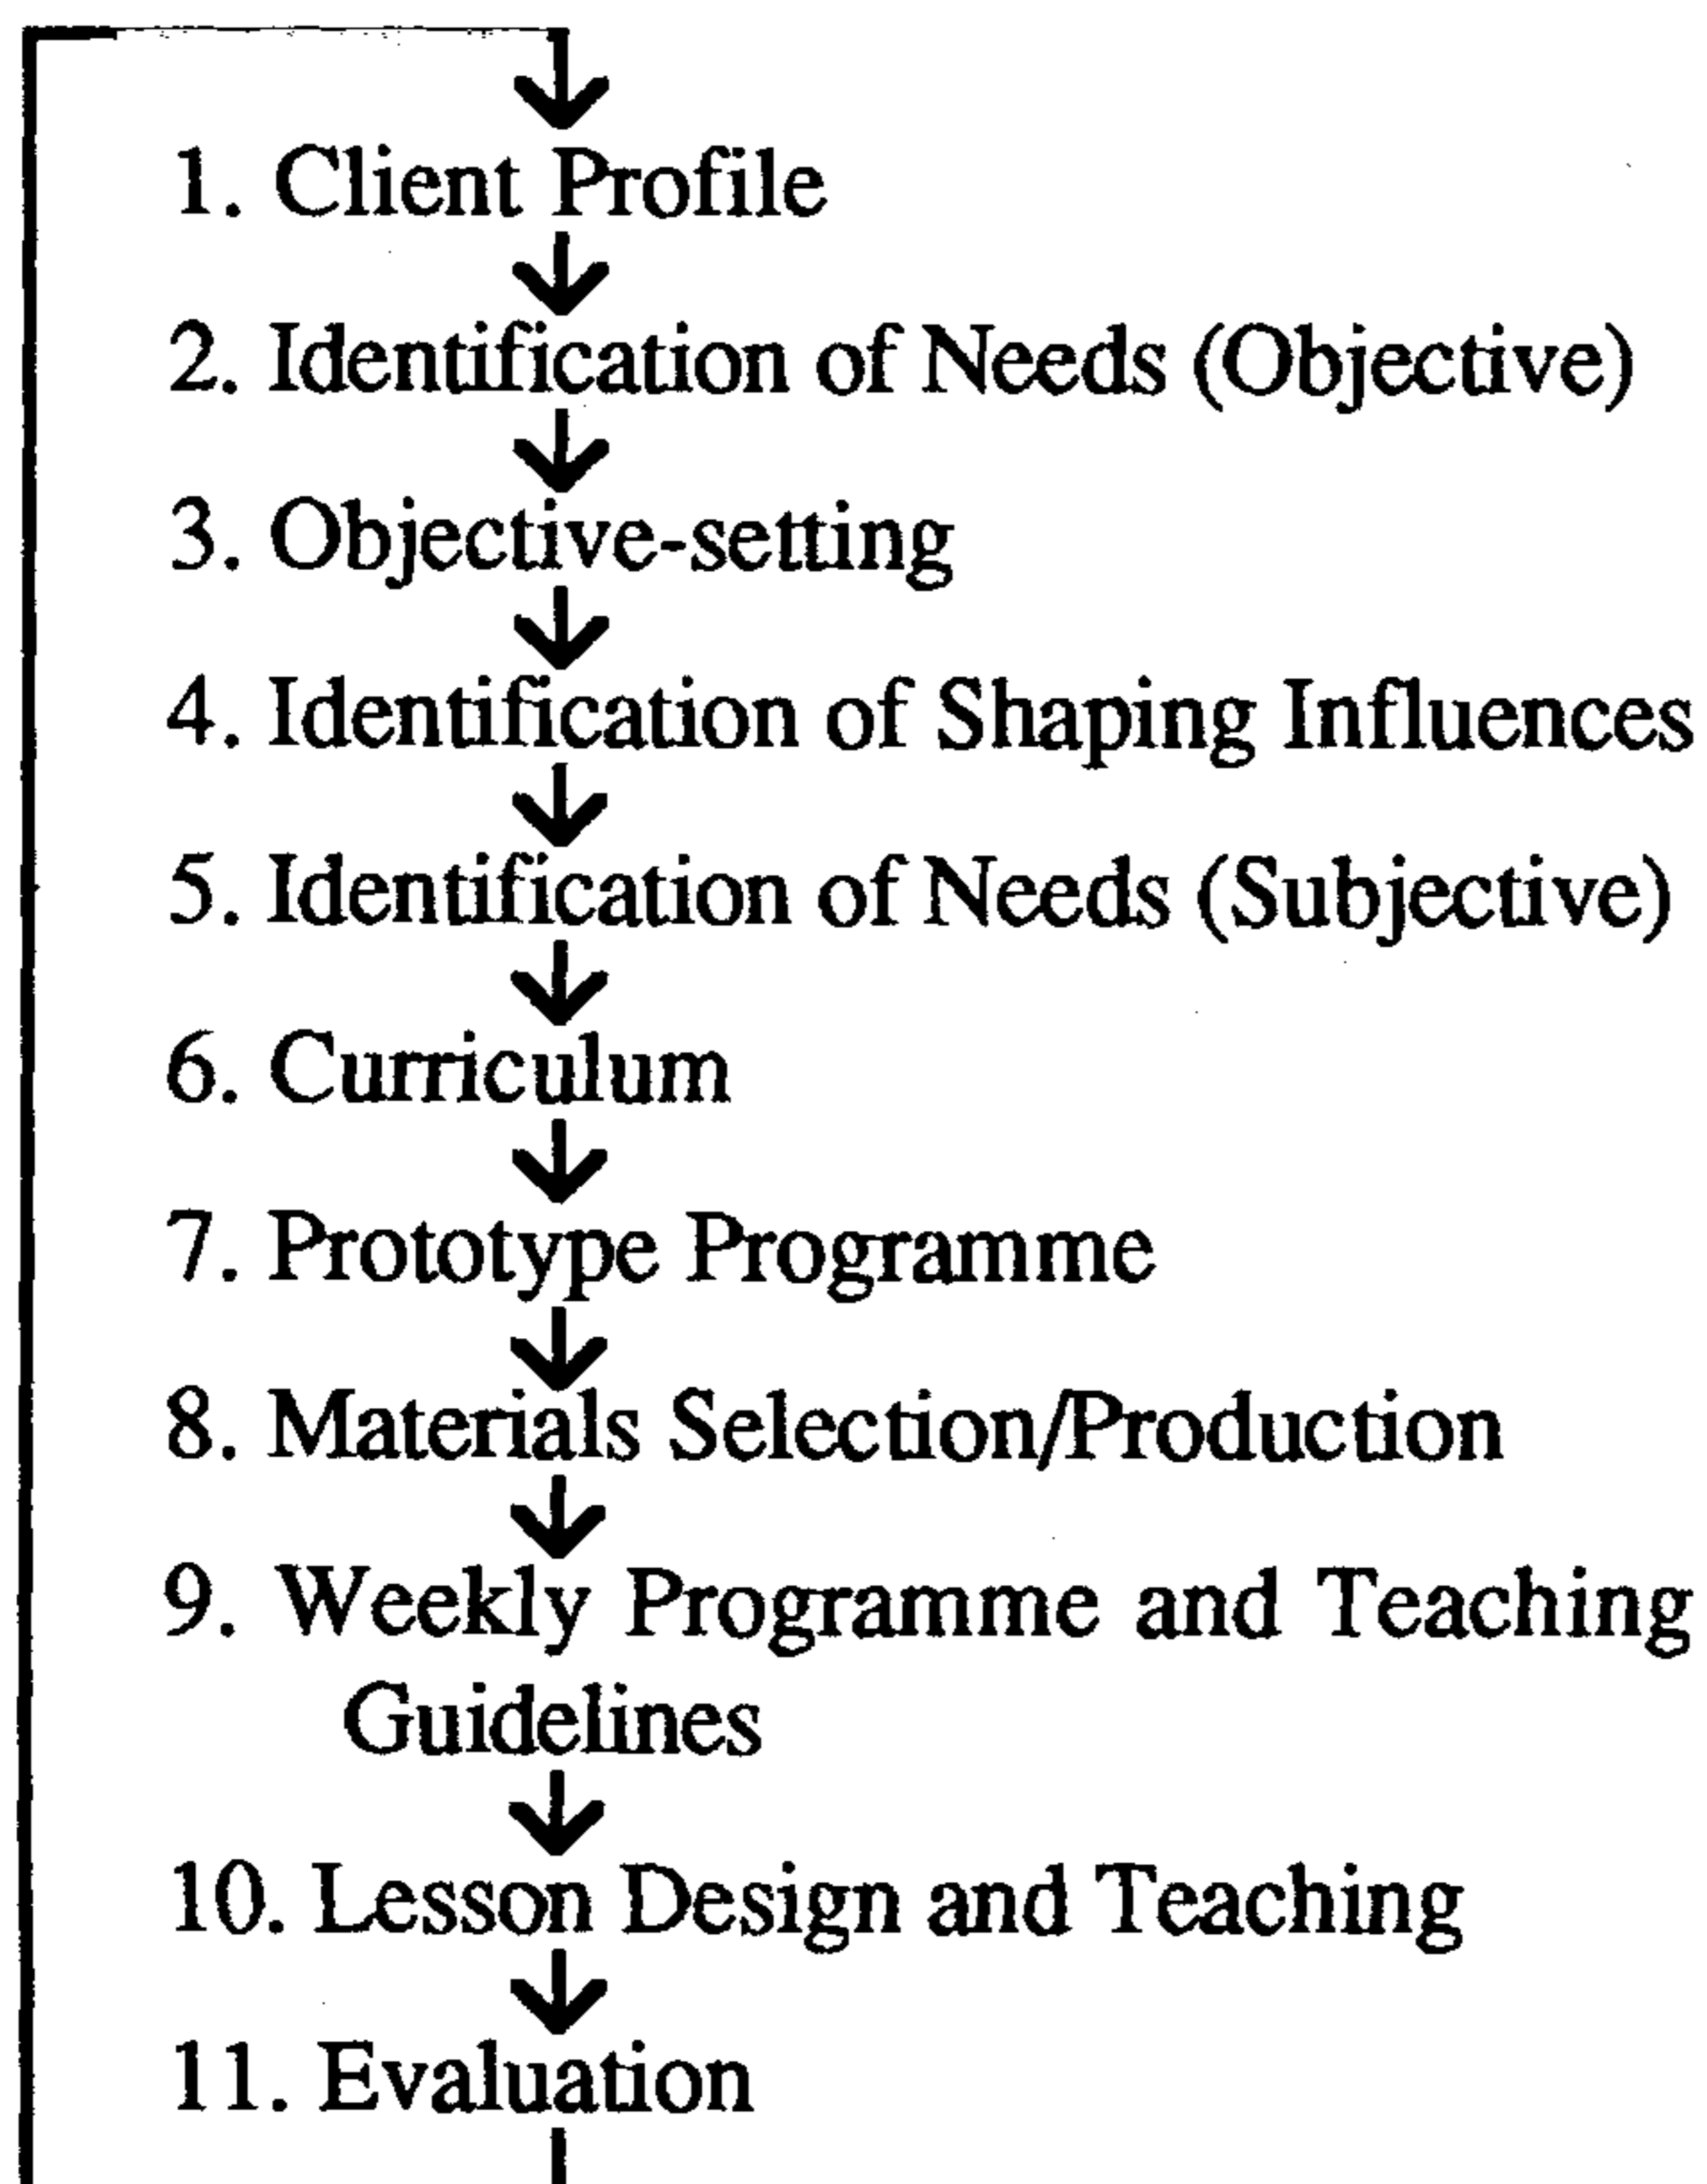 1. Client Profile
2. Identification of Needs (Objective)
3. Objective-setting
4. Identification of Shaping Influences
5. Identification of Needs (Subjective)
6. Curriculum
7. Prototype Programme
8. Materials Selection/Production
9. Weekly Programme and Teaching
Guidelines
10. Lesson Design and Teaching
11. Evaluation